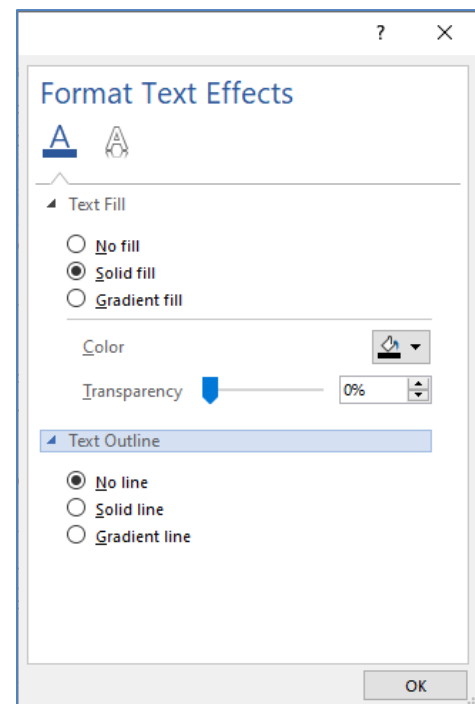 ?
Format Text Effects
A A
Text Fill
No fill
Solid fill
Gradient fill
Color
Transparency 0%
Text Outline
No line
Solid line
Gradient line
OK